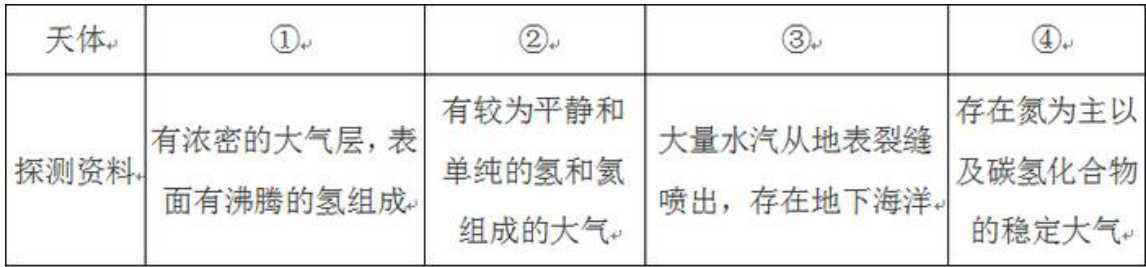 天体 ① ② ③ ④
探测资料
有浓密的大气层，表
面有沸腾的氢组成
有较为平静和
单纯的氢和氦
组成的大气
大量水汽从地表裂缝
喷出，存在地下海洋
存在氮为主以
及碳氢化合物
的稳定大气